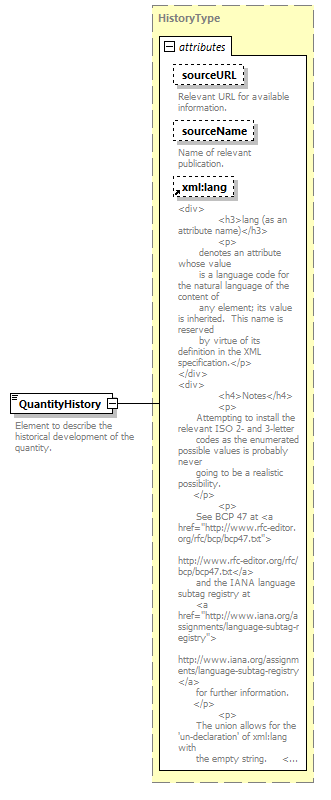 HistoryType
attributes
sourceURL
Relevant URL for available
information.
sourceName
Name of relevant
publication.
xml:lang
<div>
<h3>lang (as an
attribute name)</h3>
<p>
denotes an attribute
whose value
is a language code for
the natural language of the
content of
any element; its value
is inherited.  This name is
reserved
by virtue of its
definition in the XML
specification.</p>
</div>
<div>
<h4>Notes</h4>
<p>
Attempting to install the
relevant ISO 2- and 3-letter
codes as the enumerated
possible values is probably
never
going to be a realistic
possibility.
</p>
<p>
See BCP 47 at <a
href="http://www.rfc-editor.
org/rfc/bcp/bcp47.txt">
http://www.rfc-editor.org/rfc/
bcp/bcp47.txt</a>
and the IANA language
subtag registry at
<a
href="http://www.iana.org/a
ssignments/language-subtag-r
egistry">
http://www.iana.org/assignm
ents/language-subtag-registry
</a>
for further information.
</p>
<p>
The union allows for the
'un-declaration' of xml:lang
with
the empty string.    <...
QuantityHistory
Element to describe the
historical development of the
quantity.